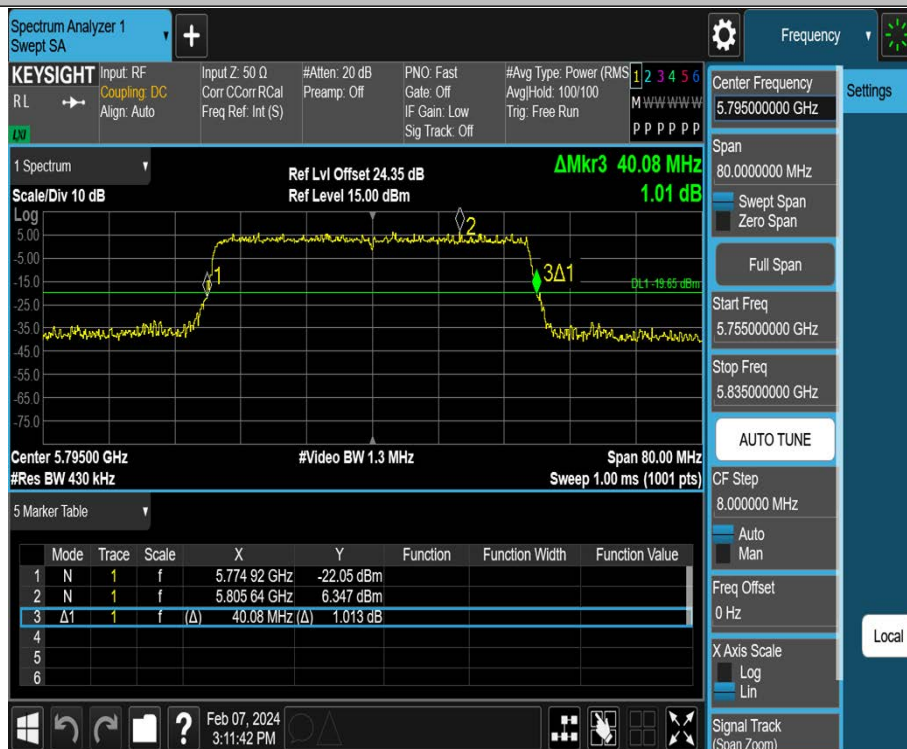 Spectrum Analyzer 1
Swept SA
+
Frequency
KEYSIGHT
RL
LXI
Input: RF
Coupling: DC
Align: Auto
Input Z: 50 Ω
Corr CCorr RCal
Freq Ref: Int (S)
#Atten: 20 dB
Preamp: Off
PNO: Fast
Gate: Off
IF Gain: Low
Sig Track: Off
#Avg Type: Power (RMS
Avg|Hold: 100/100
Trig: Free Run
1 2 3 4 5 6
M W W W W W
P P P P P P
1 Spectrum
Scale/Div 10 dB
Ref Lvl Offset 24.35 dB
Ref Level 15.00 dBm
ΔMkr3 40.08 MHz
1.01 dB
Log
5.00
-5.00
-15.0
-25.0
-35.0
-45.0
-55.0
-65.0
-75.0
1
2
3Δ1
DL1 -19.65 dBm
Center 5.79500 GHz
#Video BW 1.3 MHz
Span 80.00 MHz
#Res BW 430 kHz
Sweep 1.00 ms (1001 pts)
5 Marker Table
Mode Trace Scale X Y Function Function Width Function Value
1 N 1 f 5.774 92 GHz -22.05 dBm
2 N 1 f 5.805 64 GHz 6.347 dBm
3 Δ1 1 f (Δ) 40.08 MHz (Δ) 1.013 dB
4
5
6
?
Feb 07, 2024
3:11:42 PM
Center Frequency
5.795000000 GHz
Span
80.0000000 MHz
Swept Span
Zero Span
Full Span
Start Freq
5.755000000 GHz
Stop Freq
5.835000000 GHz
AUTO TUNE
CF Step
8.000000 MHz
Auto
Man
Freq Offset
0 Hz
X Axis Scale
Log
Lin
Signal Track
(Span Zoom)
Settings
Local